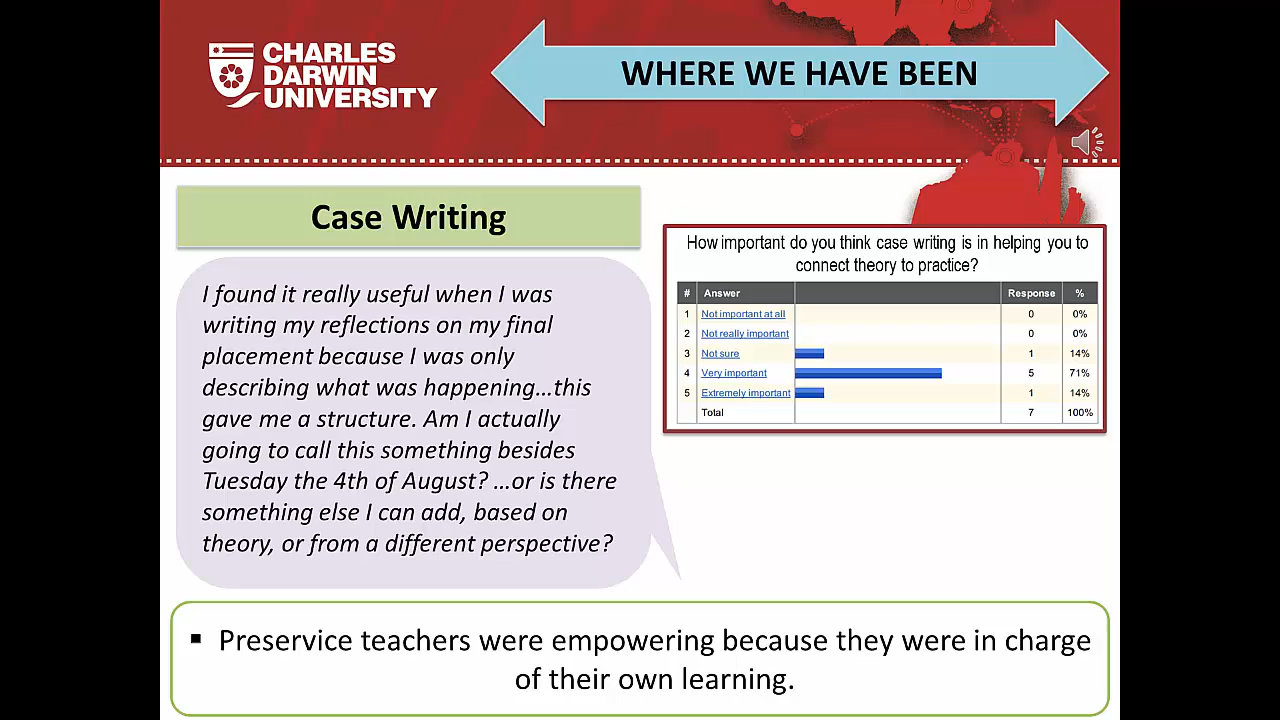 CHARLES
DARWIN
UNIVERSITY
WHERE WE HAVE BEEN
Case Writing
I found it really useful when I was
writing my reflections on my final
placement because I was only
describing what was happening…this
gave me a structure. Am I actually
going to call this something besides
Tuesday the 4th of August? …or is there
something else I can add, based on
theory, or from a different perspective?
How important do you think case writing is in helping you to
connect theory to practice?
# Answer Response %
1 Not important at all 0 0%
2 Not really important 0 0%
3 Not sure 1 14%
4 Very important 5 71%
5 Extremely important 1 14%
Total 7 100%
▪ Preservice teachers were empowering because they were in charge
of their own learning.